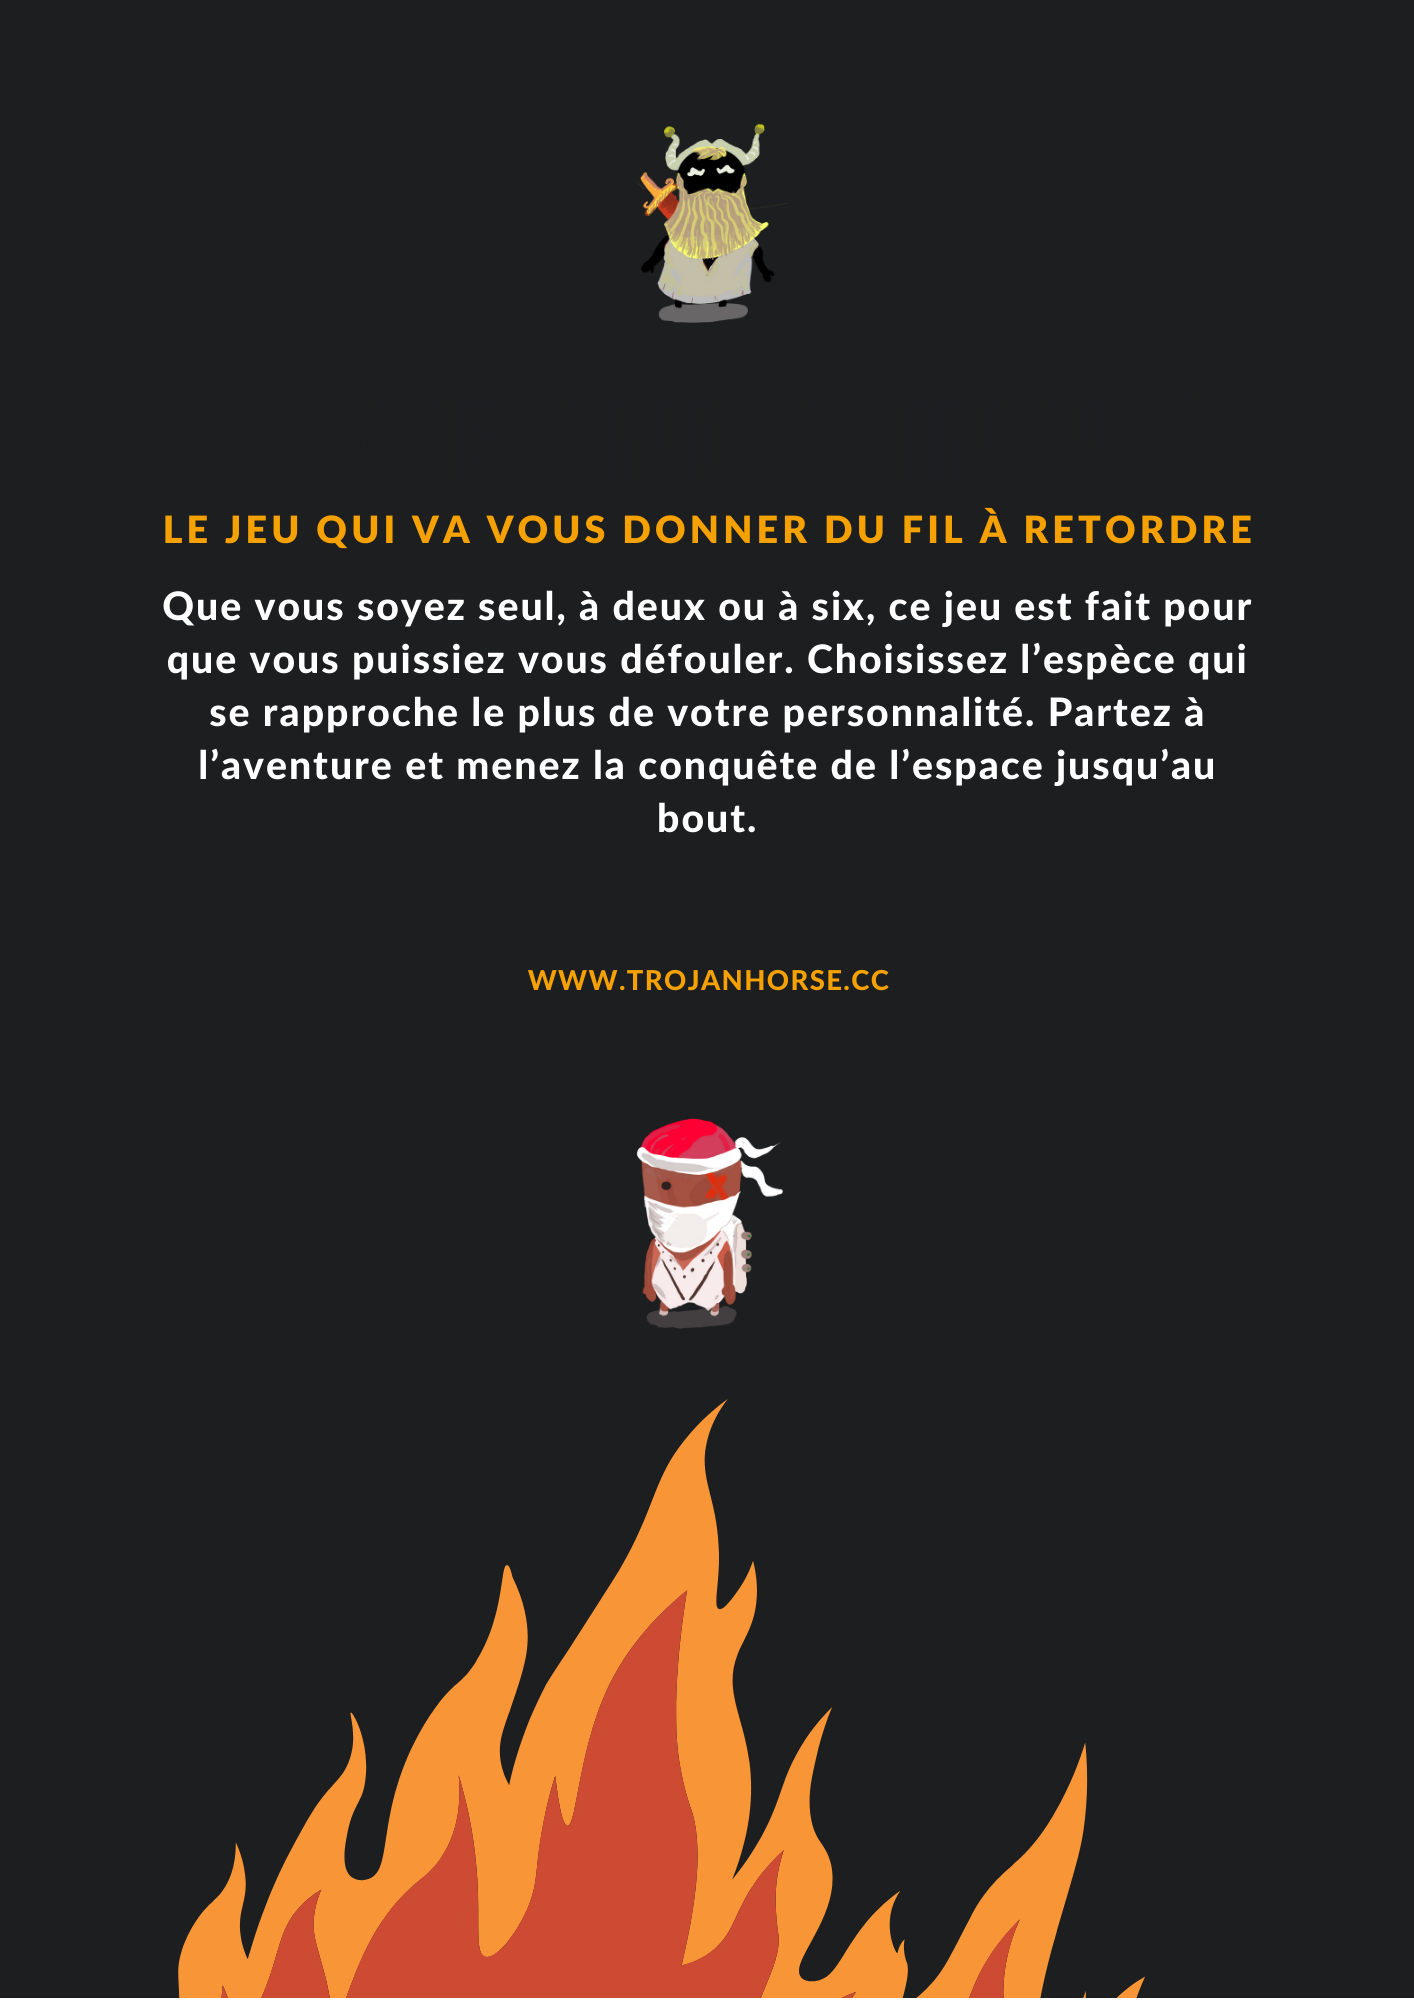 LE JEU QUI VA VOUS DONNER DU FIL À RETORDRE
Que vous soyez seul, à deux ou à six, ce jeu est fait pour
que vous puissiez vous défouler. Choisissez l’espèce qui
se rapproche le plus de votre personnalité. Partez à
l’aventure et menez la conquête de l’espace jusqu’au
bout.
WWW.TROJANHORSE.CC